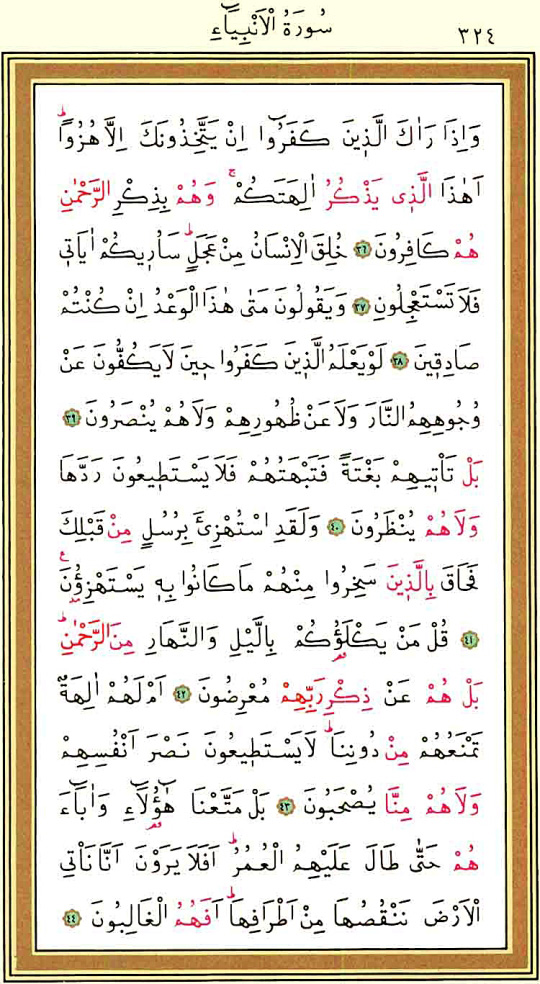 سُورَةُ الْاَنْبِيَٓاءِ ٣٢٤
وَاِذَا رَاٰكَ الَّذ۪ينَ كَفَرُٓوا اِنْ يَتَّخِذُونَكَ اِلَّا هُزُوًاۜ
اَهٰذَا الَّذ۪ي يَذْكُرُ اٰلِهَتَكُمْۚ وَهُمْ بِذِكْرِ الرَّحْمٰنِ
هُمْ كَافِرُونَ ﴿٣٦﴾ خُلِقَ الْاِنْسَانُ مِنْ عَجَلٍۜ سَاُر۪يكُمْ اٰيَات۪ي
فَلَا تَسْتَعْجِلُونِ ﴿٣٧﴾ وَيَقُولُونَ مَتٰى هٰذَا الْوَعْدُ اِنْ كُنْتُمْ
صَادِق۪ينَ ﴿٣٨﴾ لَوْ يَعْلَمُ الَّذ۪ينَ كَفَرُوا ح۪ينَ لَا يَكُفُّونَ عَنْ
وُجُوهِهِمُ النَّارَ وَلَا عَنْ ظُهُورِهِمْ وَلَا هُمْ يُنْصَرُونَ ﴿٣٩﴾
بَلْ تَأْت۪يهِمْ بَغْتَةً فَتَبْهَتُهُمْ فَلَا يَسْتَط۪يعُونَ رَدَّهَا
وَلَا هُمْ يُنْظَرُونَ ﴿٤٠﴾ وَلَقَدِ اسْتُهْزِئَ بِرُسُلٍ مِنْ قَبْلِكَ
فَحَاقَ بِالَّذ۪ينَ سَخِرُوا مِنْهُمْ مَا كَانُوا بِه۪ يَسْتَهْزِؤُ۫نَ۟
﴿٤١﴾ قُلْ مَنْ يَكْلَؤُ۬كُمْ بِالَّيْلِ وَالنَّهَارِ مِنَ الرَّحْمٰنِۜ
بَلْ هُمْ عَنْ ذِكْرِ رَبِّهِمْ مُعْرِضُونَ ﴿٤٢﴾ اَمْ لَهُمْ اٰلِهَةٌ
تَمْنَعُهُمْ مِنْ دُونِنَاۜ لَا يَسْتَط۪يعُونَ نَصْرَ اَنْفُسِهِمْ
وَلَا هُمْ مِنَّا يُصْحَبُونَ ﴿٤٣﴾ بَلْ مَتَّعْنَا هٰٓؤُ۬لَٓاءِ وَاٰبَٓاءَ
هُمْ حَتّٰى طَالَ عَلَيْهِمُ الْعُمُرُۜ اَفَلَا يَرَوْنَ اَنَّا نَأْتِي
الْاَرْضَ نَنْقُصُهَا مِنْ اَطْرَافِهَاۜ اَفَهُمُ الْغَالِبُونَ ﴿٤٤﴾